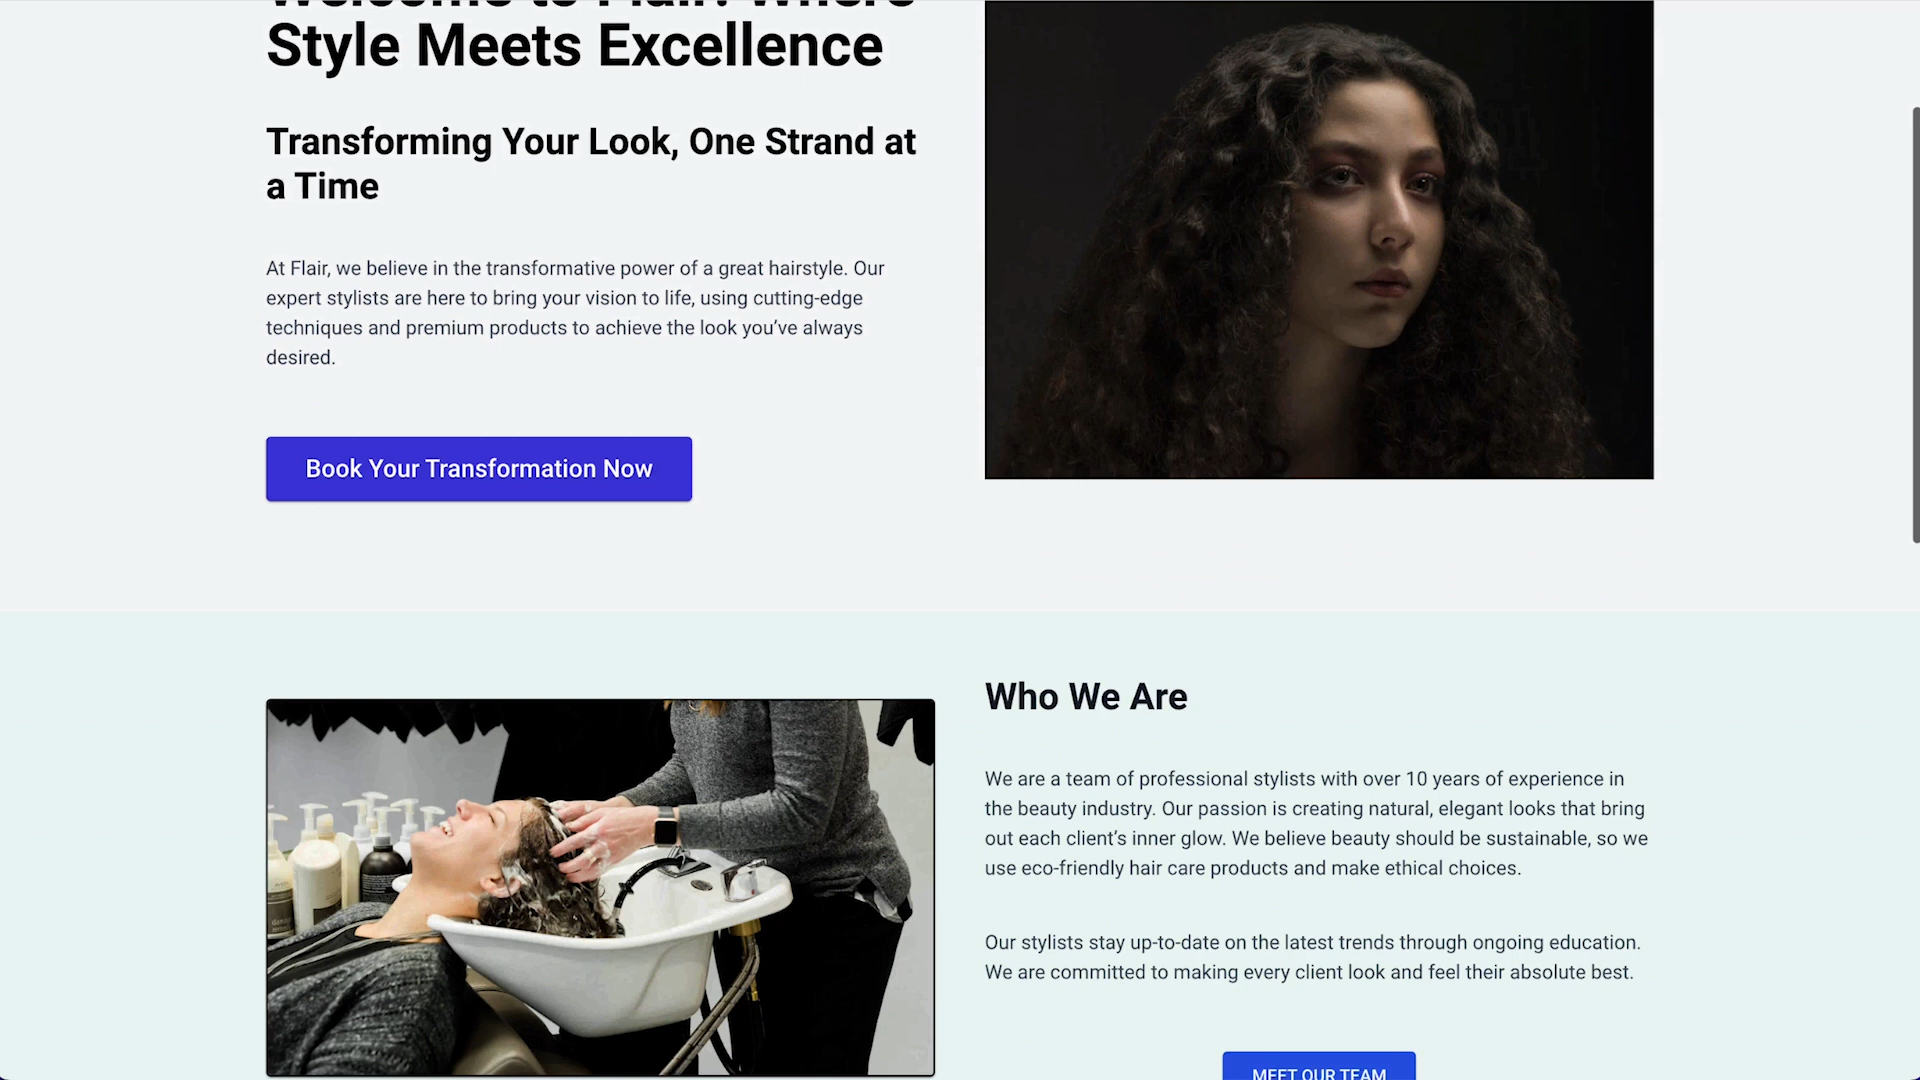 Welcome to Flair: Where
Style Meets Excellence
Transforming Your Look, One Strand at
a Time
At Flair, we believe in the transformative power of a great hairstyle. Our
expert stylists are here to bring your vision to life, using cutting-edge
techniques and premium products to achieve the look you’ve always
desired.
Book Your Transformation Now
Who We Are
We are a team of professional stylists with over 10 years of experience in
the beauty industry. Our passion is creating natural, elegant looks that bring
out each client’s inner glow. We believe beauty should be sustainable, so we
use eco-friendly hair care products and make ethical choices.
Our stylists stay up-to-date on the latest trends through ongoing education.
We are committed to making every client look and feel their absolute best.
MEET OUR TEAM